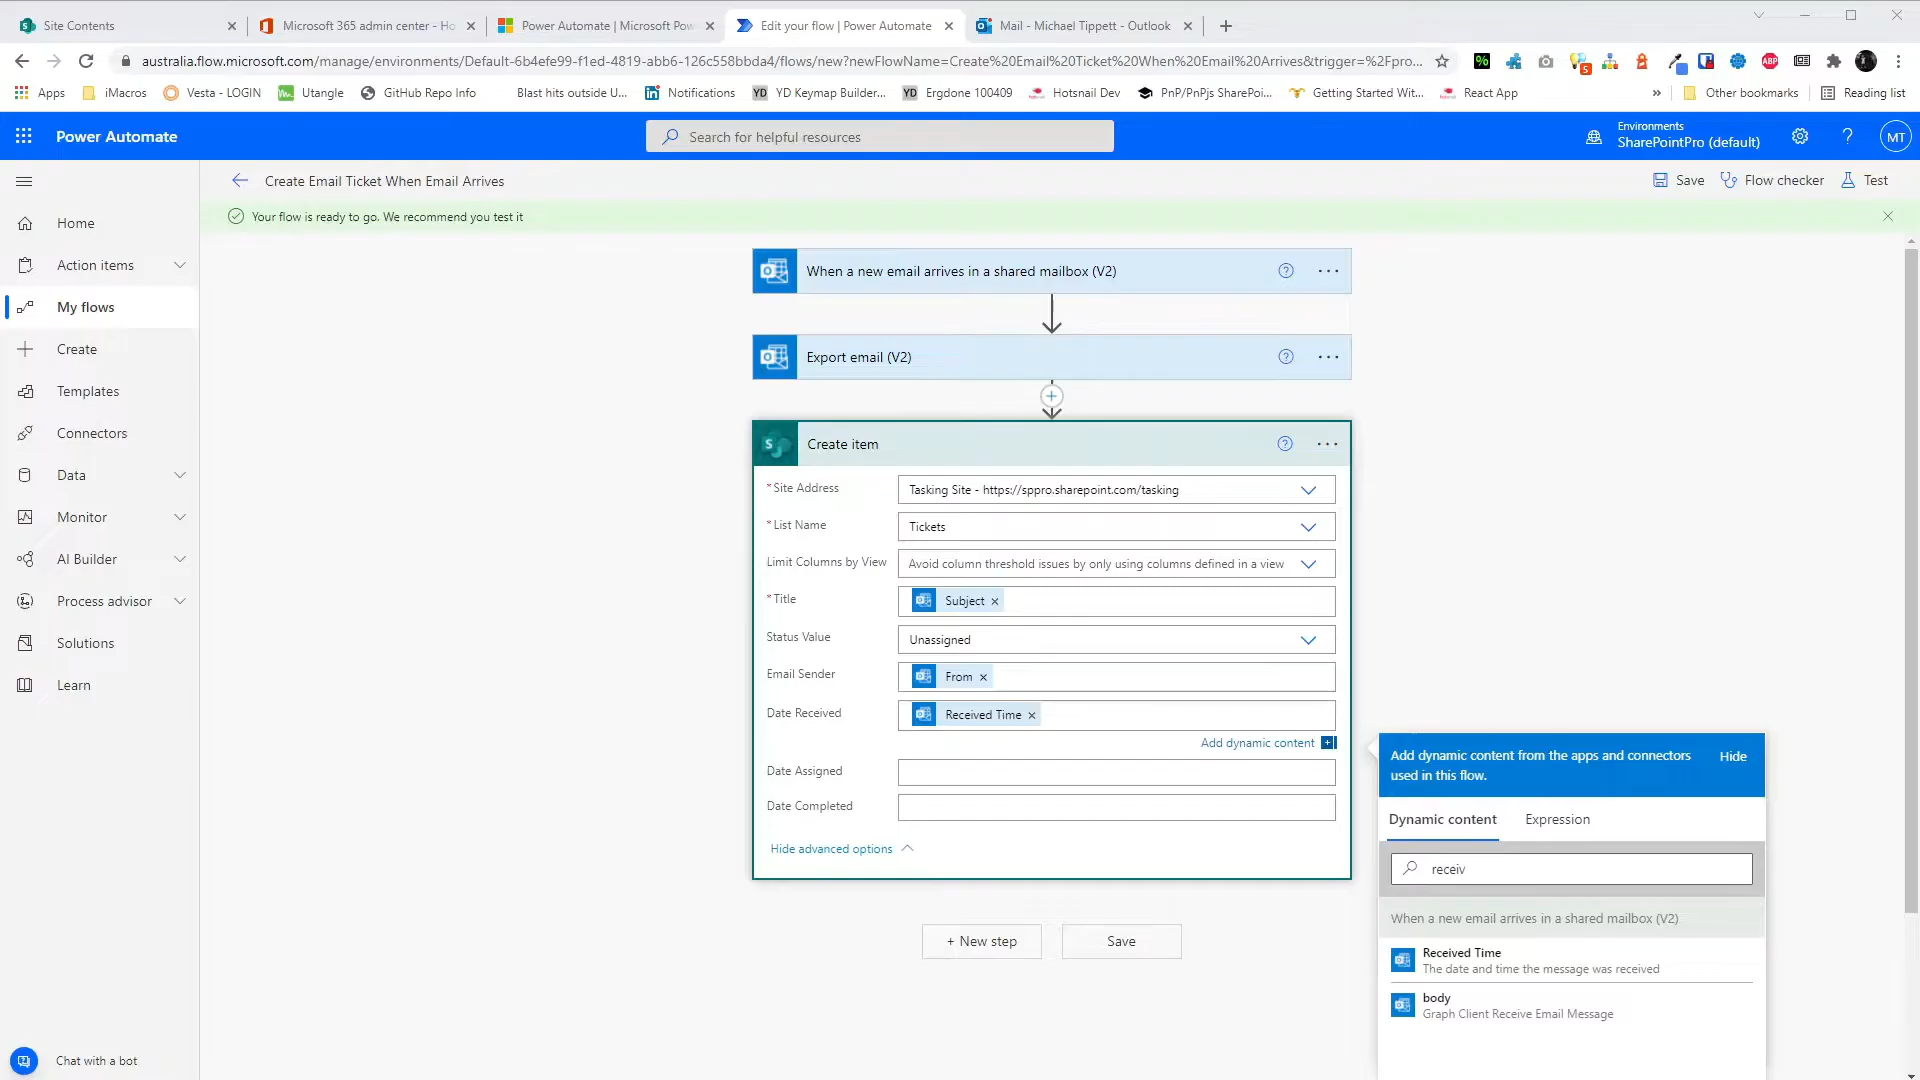 Site Contents
Microsoft 365 admin center - Ho
Power Automate | Microsoft Pow
Edit your flow | Power Automate
Mail - Michael Tippett - Outlook
australia.flow.microsoft.com/manage/environments/Default-6b4efe99-f1ed-4819-abb6-126c558bbda4/flows/new?newFlowName=Create%20Email%20Ticket%20When%20Email%20Arrives&trigger=%2Fpro...
5
ABP
Apps
iMacros
Vesta - LOGIN
Utangle
GitHub Repo Info
Blast hits outside U...
Notifications
YD YD Keymap Builder...
YD Ergdone 100409
Hotsnail Dev
PnP/PnPjs SharePoi...
Getting Started Wit...
React App
»
Other bookmarks
Reading list
Power Automate
Search for helpful resources
Environments
SharePointPro (default)
?
MT
Create Email Ticket When Email Arrives
Save
Flow checker
Test
Your flow is ready to go. We recommend you test it
Home
Action items
My flows
Create
Templates
Connectors
Data
Monitor
AI Builder
Process advisor
Solutions
Learn
Chat with a bot
When a new email arrives in a shared mailbox (V2)
Export email (V2)
Create item
* Site Address
Tasking Site - https://sppro.sharepoint.com/tasking
* List Name
Tickets
Limit Columns by View
Avoid column threshold issues by only using columns defined in a view
* Title
Subject ×
Status Value
Unassigned
Email Sender
From ×
Date Received
Received Time ×
Add dynamic content
Date Assigned
Date Completed
Hide advanced options
+ New step
Save
Add dynamic content from the apps and connectors used in this flow.
Hide
Dynamic content
Expression
receiv
When a new email arrives in a shared mailbox (V2)
Received Time
The date and time the message was received
body
Graph Client Receive Email Message